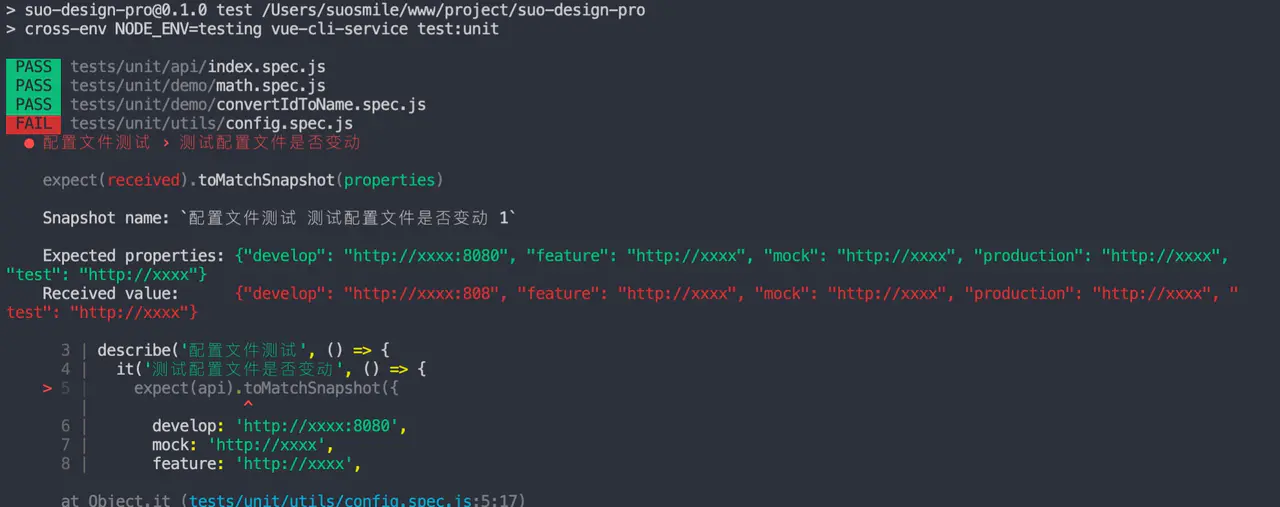 > suo-design-pro@0.1.0 test /Users/suosmile/www/project/suo-design-pro
> cross-env NODE_ENV=testing vue-cli-service test:unit
PASS tests/unit/api/index.spec.js
PASS tests/unit/demo/math.spec.js
PASS tests/unit/demo/convertIdToName.spec.js
FAIL tests/unit/utils/config.spec.js
● 配置文件测试 › 测试配置文件是否变动
expect(received).toMatchSnapshot(properties)
Snapshot name: `配置文件测试 测试配置文件是否变动 1`
Expected properties: {"develop": "http://xxxx:8080", "feature": "http://xxxx", "mock": "http://xxxx", "production": "http://xxxx",
"test": "http://xxxx"}
Received value: {"develop": "http://xxxx:808", "feature": "http://xxxx", "mock": "http://xxxx", "production": "http://xxxx", "
test": "http://xxxx"}
3 | describe('配置文件测试', () => {
4 | it('测试配置文件是否变动', () => {
> 5 | expect(api).toMatchSnapshot({
| ^
6 | develop: 'http://xxxx:8080',
7 | mock: 'http://xxxx',
8 | feature: 'http://xxxx',
at Object.it (tests/unit/utils/config.spec.js:5:17)